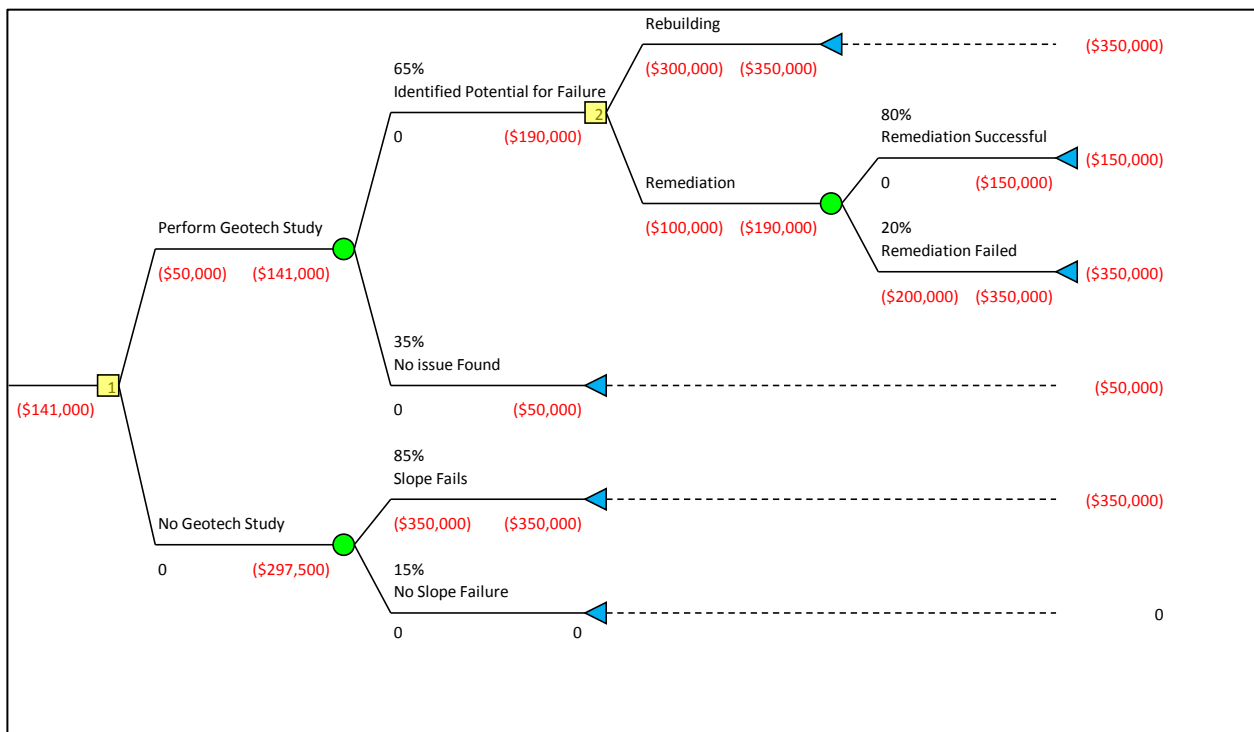 Rebuilding
($350,000)
65%
($300,000) ($350,000)
Identified Potential for Failure
2
80%
0 ($190,000)
Remediation Successful
($150,000)
Remediation
0 ($150,000)
($100,000) ($190,000)
20%
Perform Geotech Study
Remediation Failed
($50,000) ($141,000)
($350,000)
($200,000) ($350,000)
35%
No issue Found
1
($50,000)
($141,000)
0 ($50,000)
85%
Slope Fails
($350,000)
No Geotech Study
($350,000) ($350,000)
0 ($297,500)
15%
No Slope Failure
0
0 0